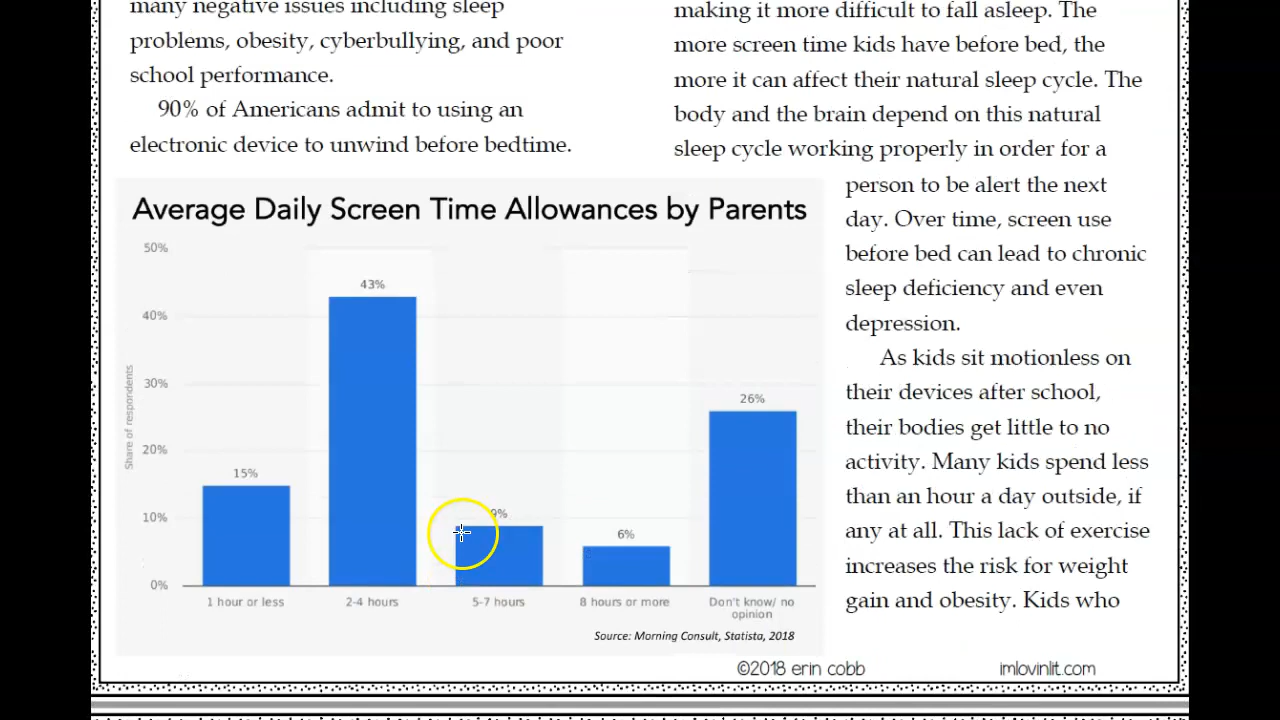 many negative issues including sleep
problems, obesity, cyberbullying, and poor
school performance.
90% of Americans admit to using an
electronic device to unwind before bedtime.
Average Daily Screen Time Allowances by Parents
Share of respondents
50%
40%
30%
20%
10%
0%
15%
43%
9%
6%
26%
1 hour or less
2-4 hours
5-7 hours
8 hours or more
Don't know/ no
opinion
Source: Morning Consult, Statista, 2018
making it more difficult to fall asleep. The
more screen time kids have before bed, the
more it can affect their natural sleep cycle. The
body and the brain depend on this natural
sleep cycle working properly in order for a
person to be alert the next
day. Over time, screen use
before bed can lead to chronic
sleep deficiency and even
depression.
As kids sit motionless on
their devices after school,
their bodies get little to no
activity. Many kids spend less
than an hour a day outside, if
any at all. This lack of exercise
increases the risk for weight
gain and obesity. Kids who
©2018 erin cobb
imlovinlit.com